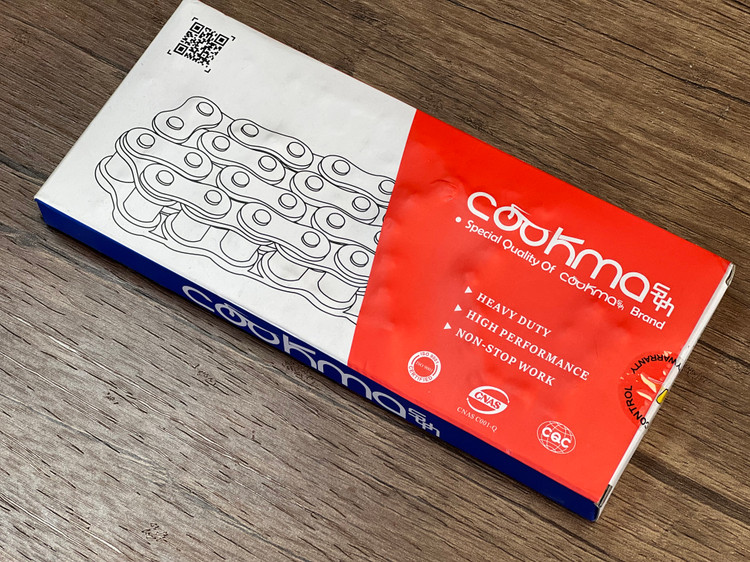 cookma
Special Quality Of cookma Brand
HEAVY DUTY
HIGH PERFORMANCE
NON-STOP WORK
CERTIFIED
CNAS
CNAS C001-Q
CQC
WARRANTY
CONTROL
cookma